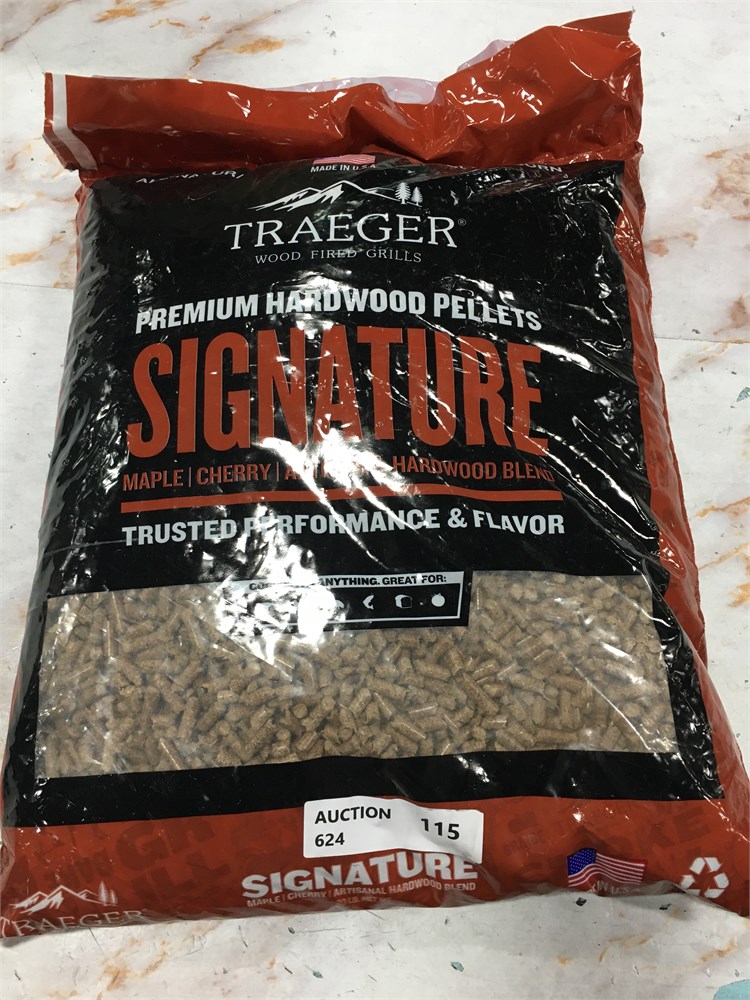 MADE IN U.S.A
TRAEGER®
WOOD FIRED GRILLS
PREMIUM HARDWOOD PELLETS
SIGNATURE
MAPLE | CHERRY | HARDWOOD BLEND
TRUSTED PERFORMANCE & FLAVOR
ANYTHING. GREAT FOR:
AUCTION 115
624
SIGNATURE
MAPLE | CHERRY | ARTISANAL HARDWOOD BLEND
TRAEGER